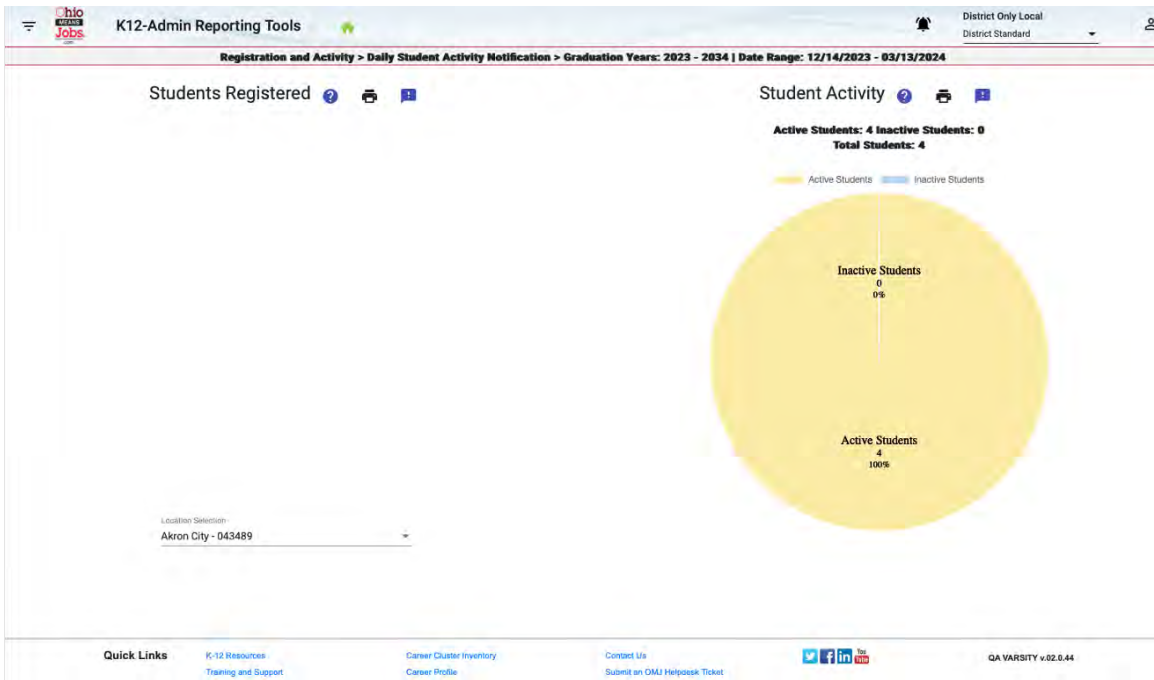 Ohio
MEANS
Jobs
.com
K12-Admin Reporting Tools
District Only Local
District Standard
Registration and Activity > Daily Student Activity Notification > Graduation Years: 2023 - 2034 | Date Range: 12/14/2023 - 03/13/2024
Students Registered ?
Student Activity ?
Active Students: 4 Inactive Students: 0
Total Students: 4
Active Students Inactive Students
Inactive Students
0
0%
Active Students
4
100%
Location Selection
Akron City - 043489
Quick Links
K-12 Resources
Training and Support
Career Cluster Inventory
Career Profile
Contact Us
Submit an OMJ Helpdesk Ticket
You
Tube
QA VARSITY v.02.0.44